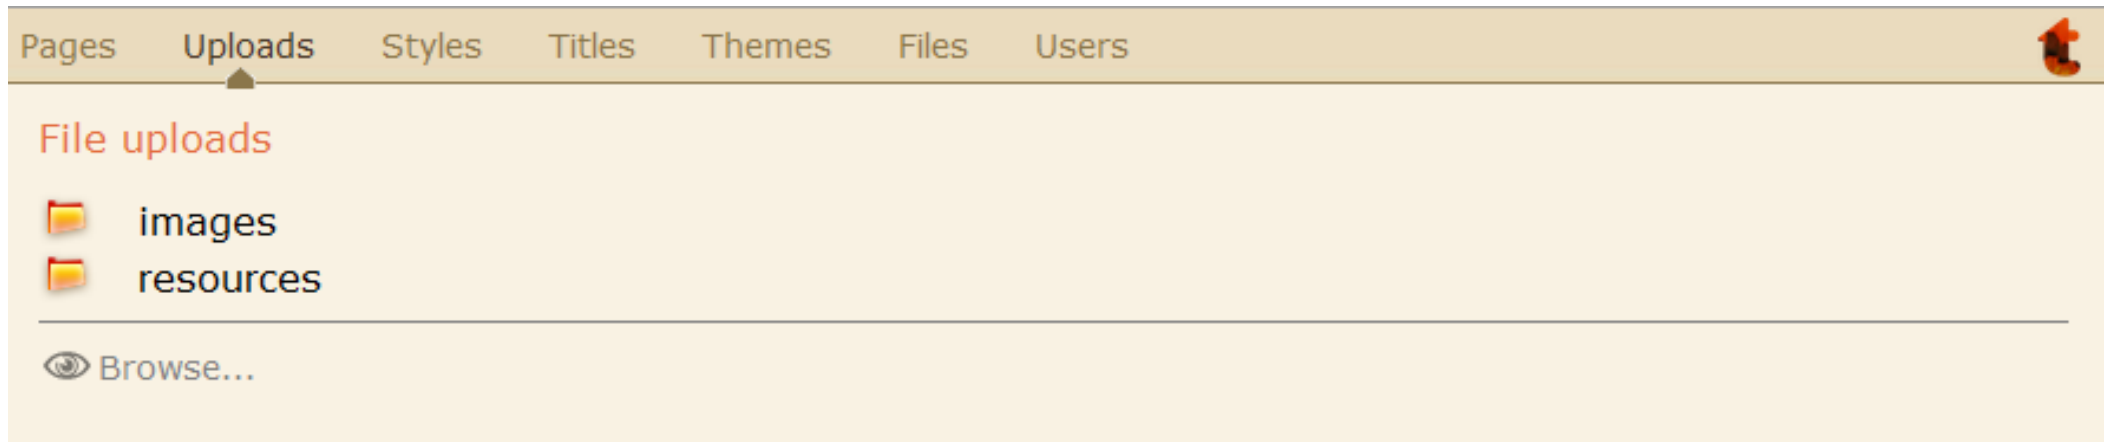 Pages Uploads Styles Titles Themes Files Users t
File uploads
images
resources
Browse...